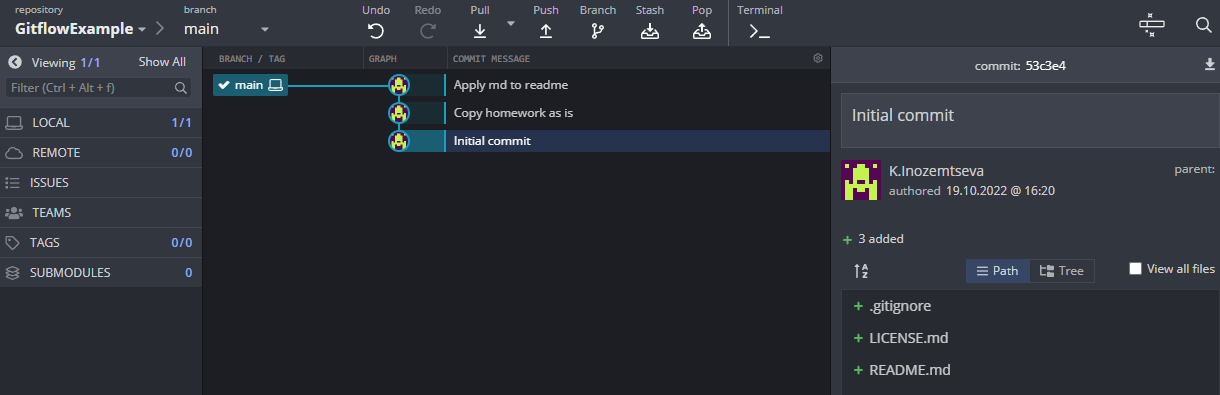 repository
GitflowExample
branch
main
Undo
Redo
Pull
Push
Branch
Stash
Pop
Terminal
Viewing 1/1
Show All
Filter (Ctrl + Alt + f)
LOCAL 1/1
REMOTE 0/0
ISSUES
TEAMS
TAGS 0/0
SUBMODULES 0
BRANCH / TAG
GRAPH
COMMIT MESSAGE
main
Apply md to readme
Copy homework as is
Initial commit
commit: 53c3e4
Initial commit
K.Inozemtseva
authored 19.10.2022 @ 16:20
parent:
+ 3 added
A
Z
Path
Tree
View all files
+ .gitignore
+ LICENSE.md
+ README.md